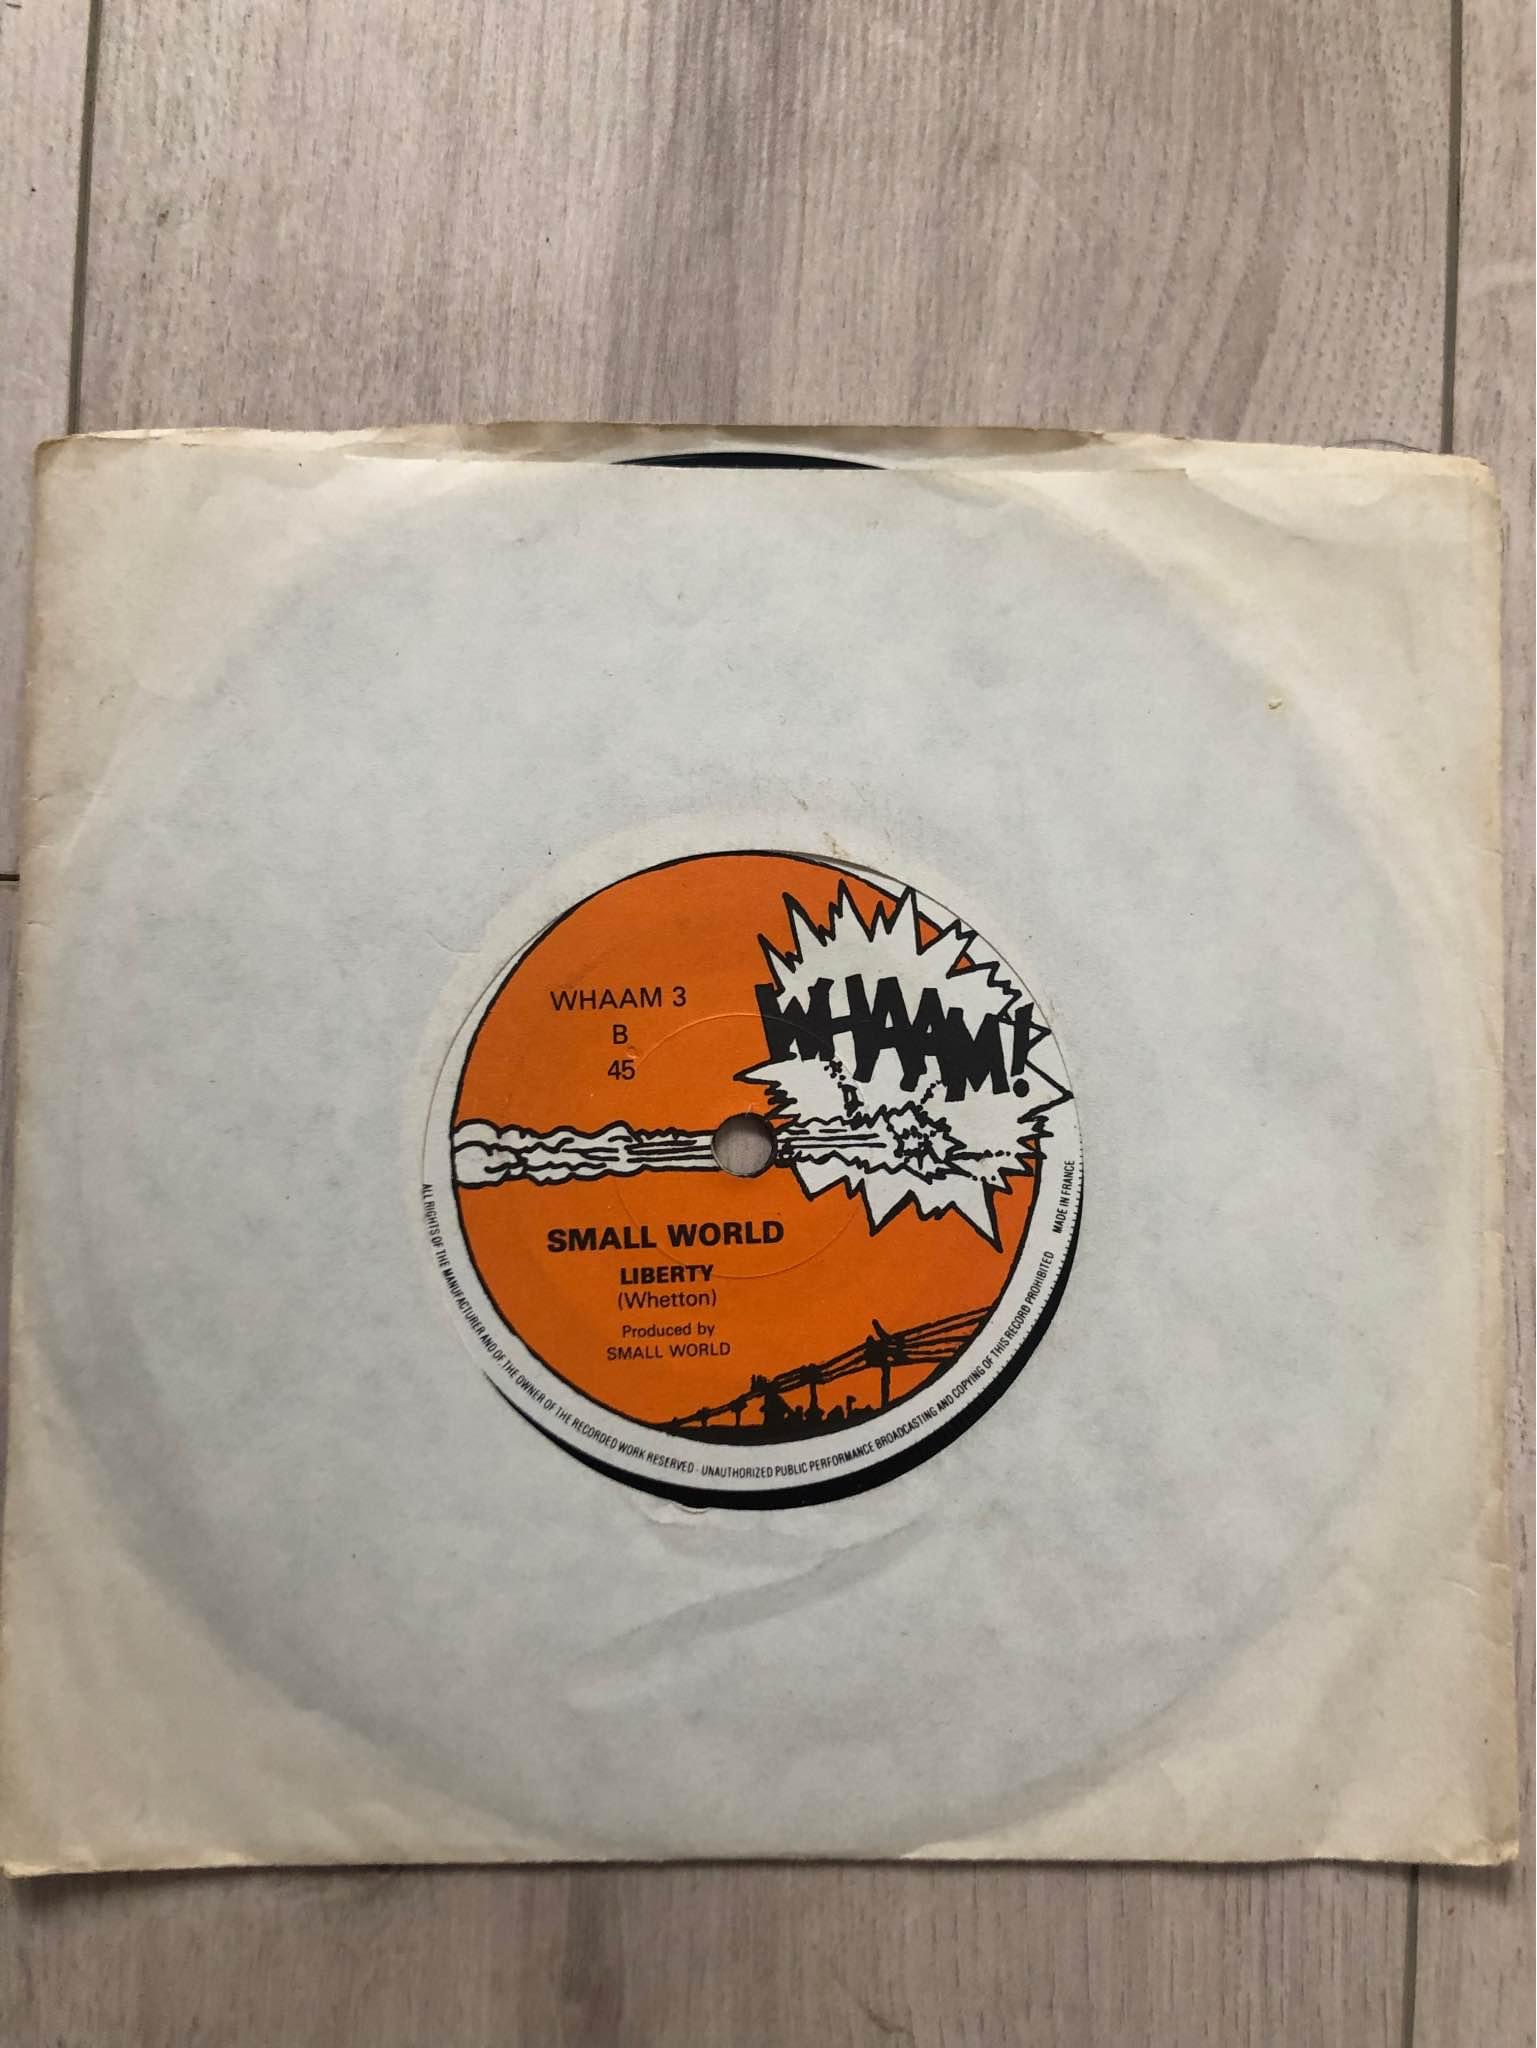 WHAAM 3
B
45
WHAAM!
SMALL WORLD
LIBERTY
(Whetton)
Produced by
SMALL WORLD
ALL RIGHTS OF THE MANUFACTURER AND OF THE OWNER OF THE RECORDED WORK RESERVED - UNAUTHORIZED PUBLIC PERFORMANCE BROADCASTING AND COPYING OF THIS RECORD PROHIBITED MADE IN FRANCE